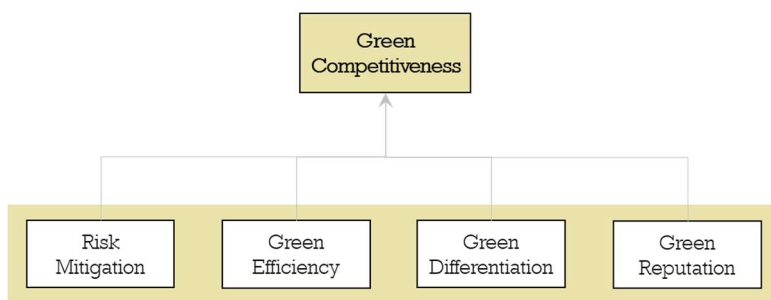 Green
Competitiveness
Risk
Mitigation
Green
Efficiency
Green
Differentiation
Green
Reputation